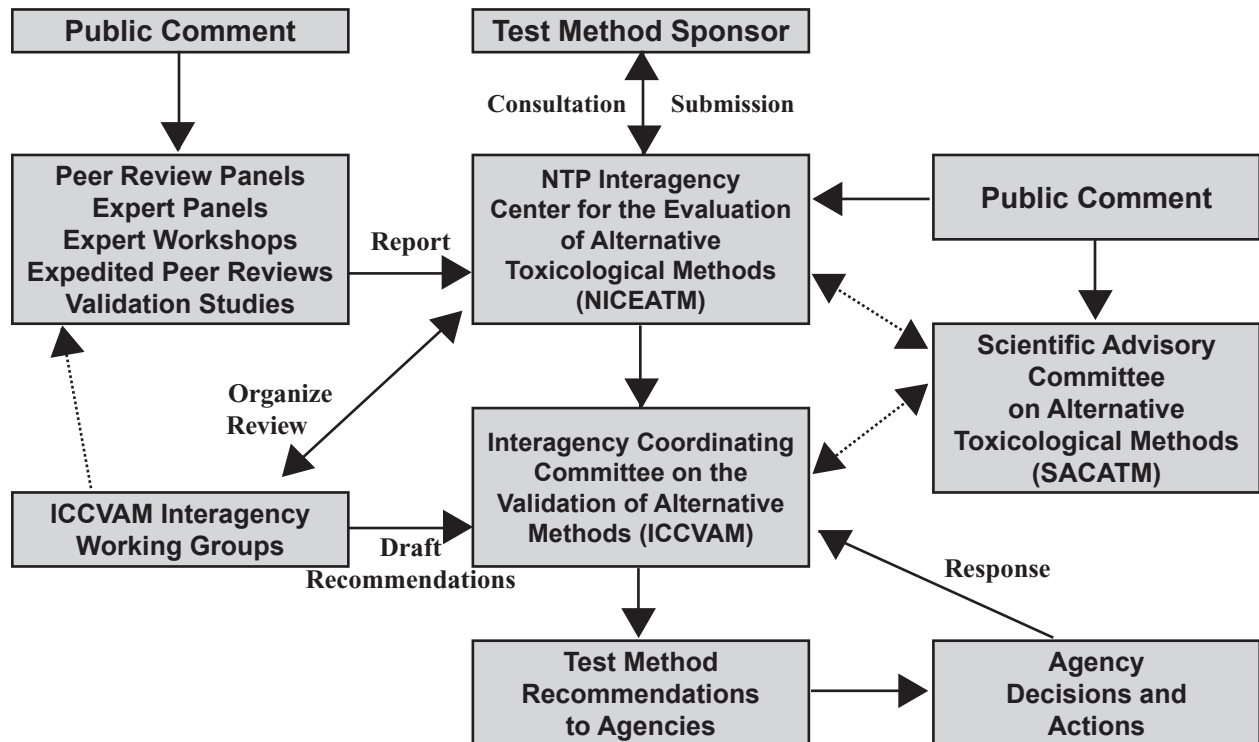 Public Comment
Test Method Sponsor
Consultation
Submission
Peer Review Panels
Expert Panels
Expert Workshops
Expedited Peer Reviews
Validation Studies
Report
NTP Interagency
Center for the Evaluation
of Alternative
Toxicological Methods
(NICEATM)
Public Comment
Scientific Advisory
Committee
on Alternative
Toxicological Methods
(SACATM)
Organize
Review
ICCVAM Interagency
Working Groups
Draft
Recommendations
Interagency Coordinating
Committee on the
Validation of Alternative
Methods (ICCVAM)
Response
Test Method
Recommendations
to Agencies
Agency
Decisions and
Actions